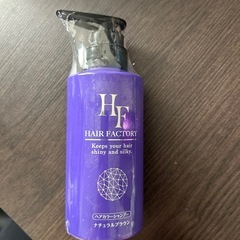 HF
HAIR FACTORY
Keeps your hair
shiny and silky.
ヘアカラーシャンプー
ナチュラルブラウン